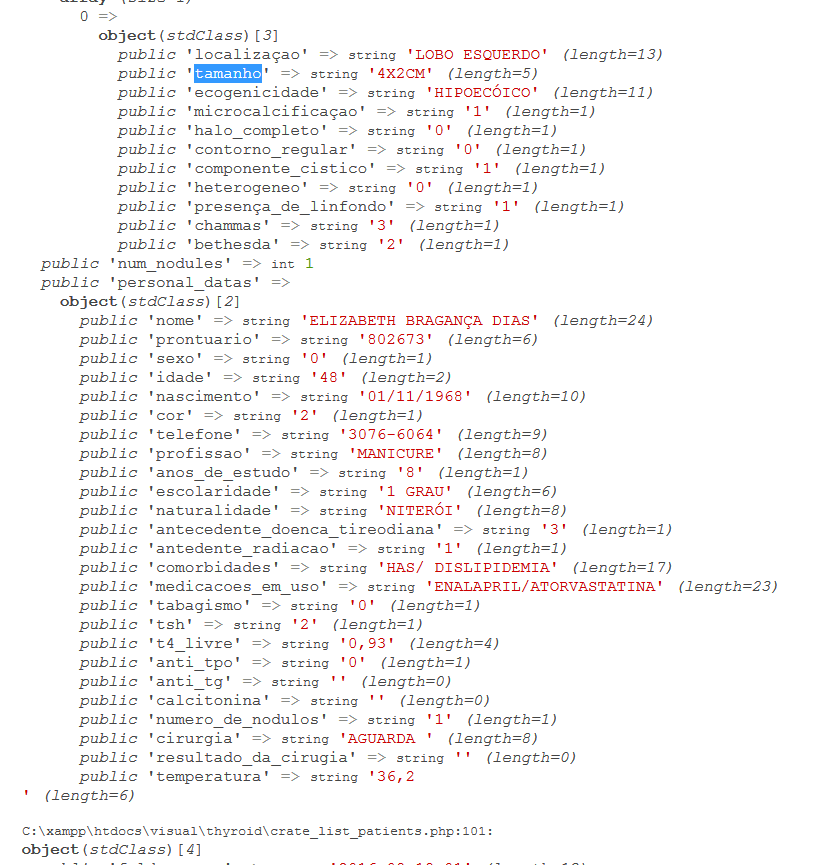 0 =>
object(stdClass)[3]
public 'localizaçao' => string 'LOBO ESQUERDO' (length=13)
public 'tamanho' => string '4X2CM' (length=5)
public 'ecogenicidade' => string 'HIPOECÓICO' (length=11)
public 'microcalcificaçao' => string '1' (length=1)
public 'halo_completo' => string '0' (length=1)
public 'contorno_regular' => string '0' (length=1)
public 'componente_cistico' => string '1' (length=1)
public 'heterogeneo' => string '0' (length=1)
public 'presença_de_linfondo' => string '1' (length=1)
public 'chammas' => string '3' (length=1)
public 'bethesda' => string '2' (length=1)
public 'num_nodules' => int 1
public 'personal_datas' =>
object(stdClass)[2]
public 'nome' => string 'ELIZABETH BRAGANÇA DIAS' (length=24)
public 'prontuario' => string '802673' (length=6)
public 'sexo' => string '0' (length=1)
public 'idade' => string '48' (length=2)
public 'nascimento' => string '01/11/1968' (length=10)
public 'cor' => string '2' (length=1)
public 'telefone' => string '3076-6064' (length=9)
public 'profissao' => string 'MANICURE' (length=8)
public 'anos_de_estudo' => string '8' (length=1)
public 'escolaridade' => string '1 GRAU' (length=6)
public 'naturalidade' => string 'NITERÓI' (length=8)
public 'antecedente_doenca_tireodiana' => string '3' (length=1)
public 'antedente_radiacao' => string '1' (length=1)
public 'comorbidades' => string 'HAS/ DISLIPIDEMIA' (length=17)
public 'medicacoes_em_uso' => string 'ENALAPRIL/ATORVASTATINA' (length=23)
public 'tabagismo' => string '0' (length=1)
public 'tsh' => string '2' (length=1)
public 't4_livre' => string '0,93' (length=4)
public 'anti_tpo' => string '0' (length=1)
public 'anti_tg' => string '' (length=0)
public 'calcitonina' => string '' (length=0)
public 'numero_de_nodulos' => string '1' (length=1)
public 'cirurgia' => string 'AGUARDA ' (length=8)
public 'resultado_da_cirugia' => string '' (length=0)
public 'temperatura' => string '36,2
' (length=6)
C:\xampp\htdocs\visual\thyroid\crate_list_patients.php:101:
object(stdClass)[4]